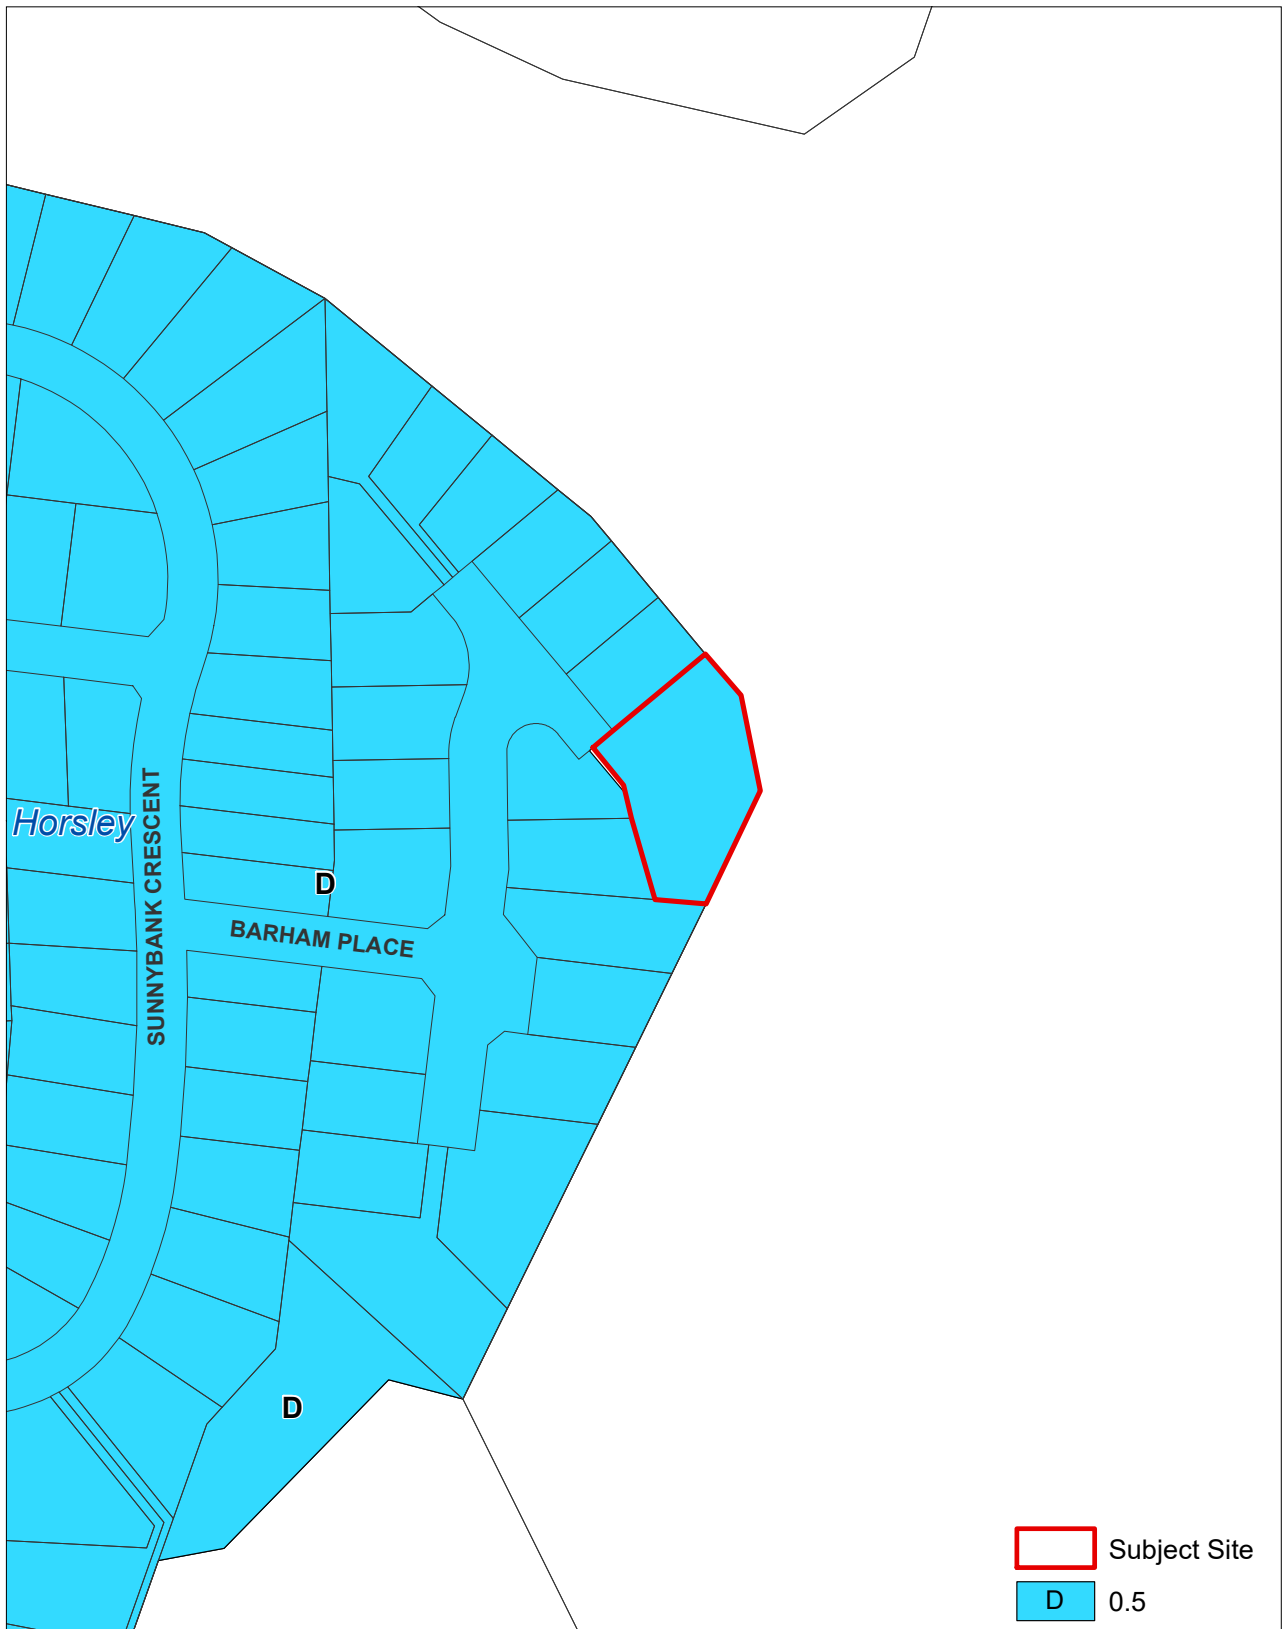 Horsley
SUNNYBANK CRESCENT
D
BARHAM PLACE
D
Subject Site
D 0.5